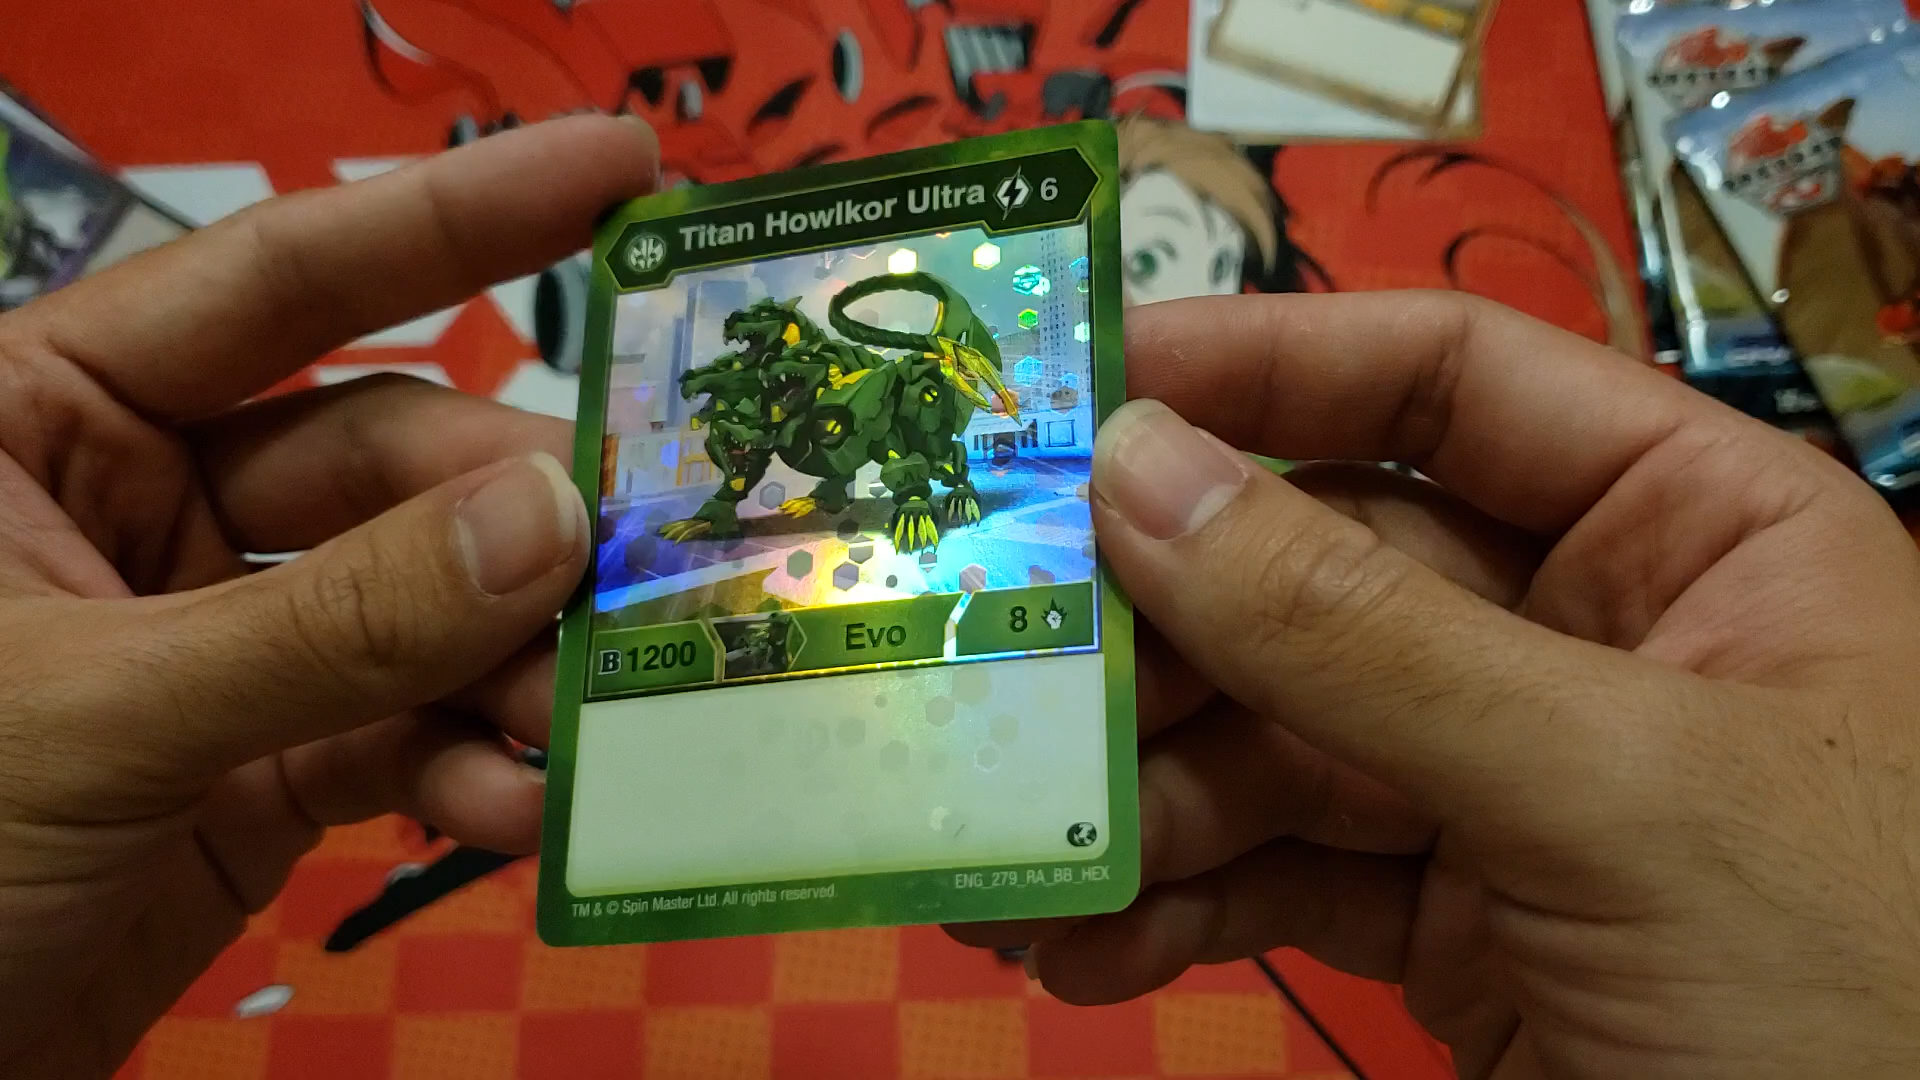 Titan Howlkor Ultra 6
B 1200 Evo 8
ENG_279_RA_BB_HEX
TM & © Spin Master Ltd. All rights reserved.